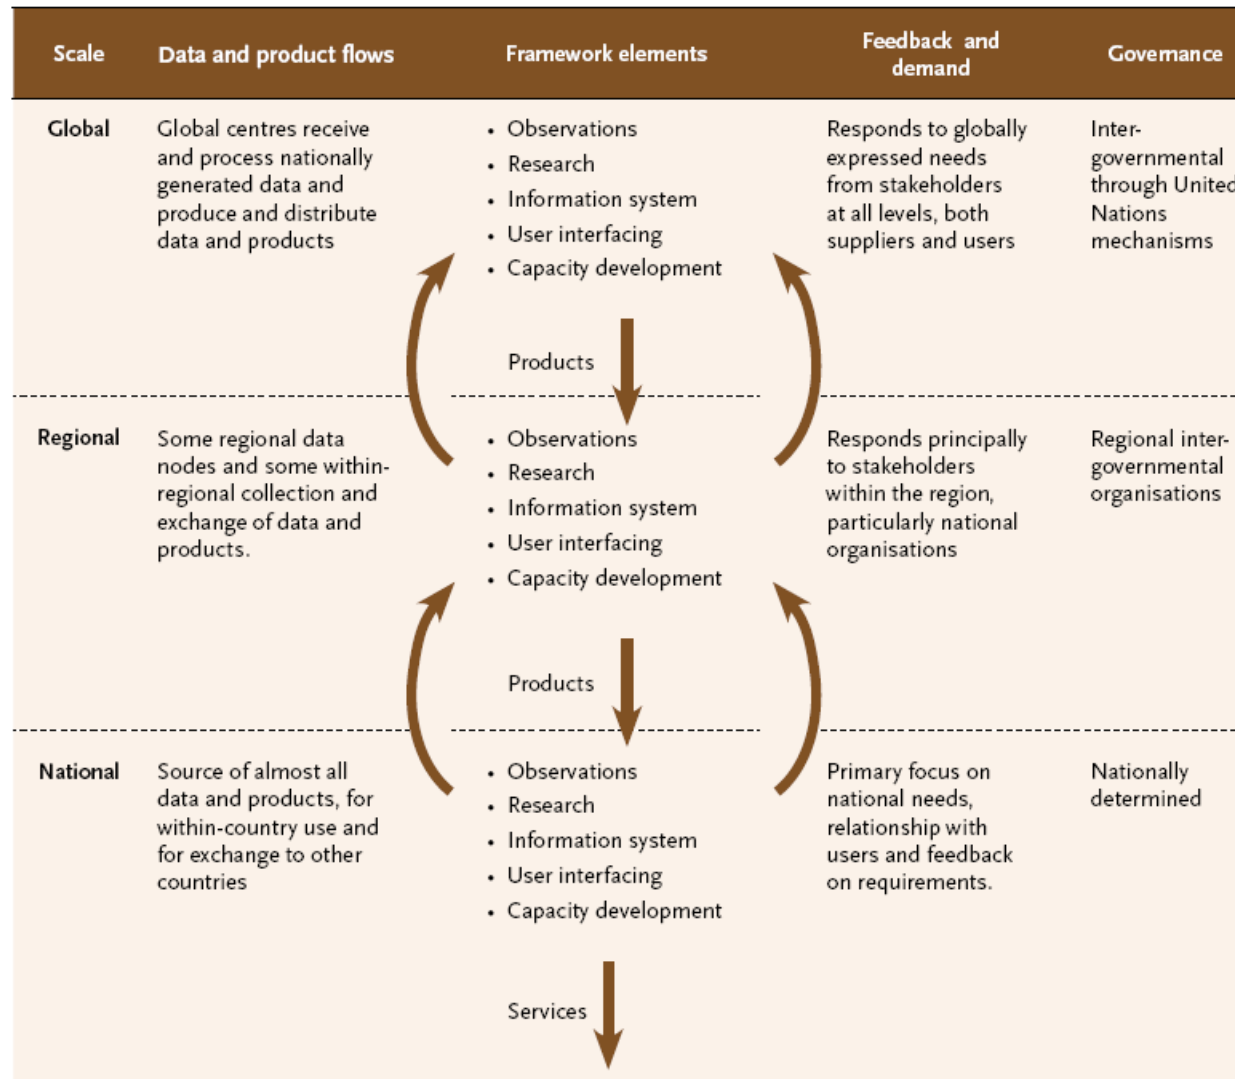 Scale
Data and product flows
Framework elements
Feedback and
demand
Governance
Global
Global centres receive
and process nationally
generated data and
produce and distribute
data and products
• Observations
• Research
• Information system
• User interfacing
• Capacity development
Responds to globally
expressed needs
from stakeholders
at all levels, both
suppliers and users
Inter-
governmental
through United
Nations
mechanisms
Products
Regional
Some regional data
nodes and some within-
regional collection and
exchange of data and
products.
• Observations
• Research
• Information system
• User interfacing
• Capacity development
Responds principally
to stakeholders
within the region,
particularly national
organisations
Regional inter-
governmental
organisations
Products
National
Source of almost all
data and products, for
within-country use and
for exchange to other
countries
• Observations
• Research
• Information system
• User interfacing
• Capacity development
Primary focus on
national needs,
relationship with
users and feedback
on requirements.
Nationally
determined
Services